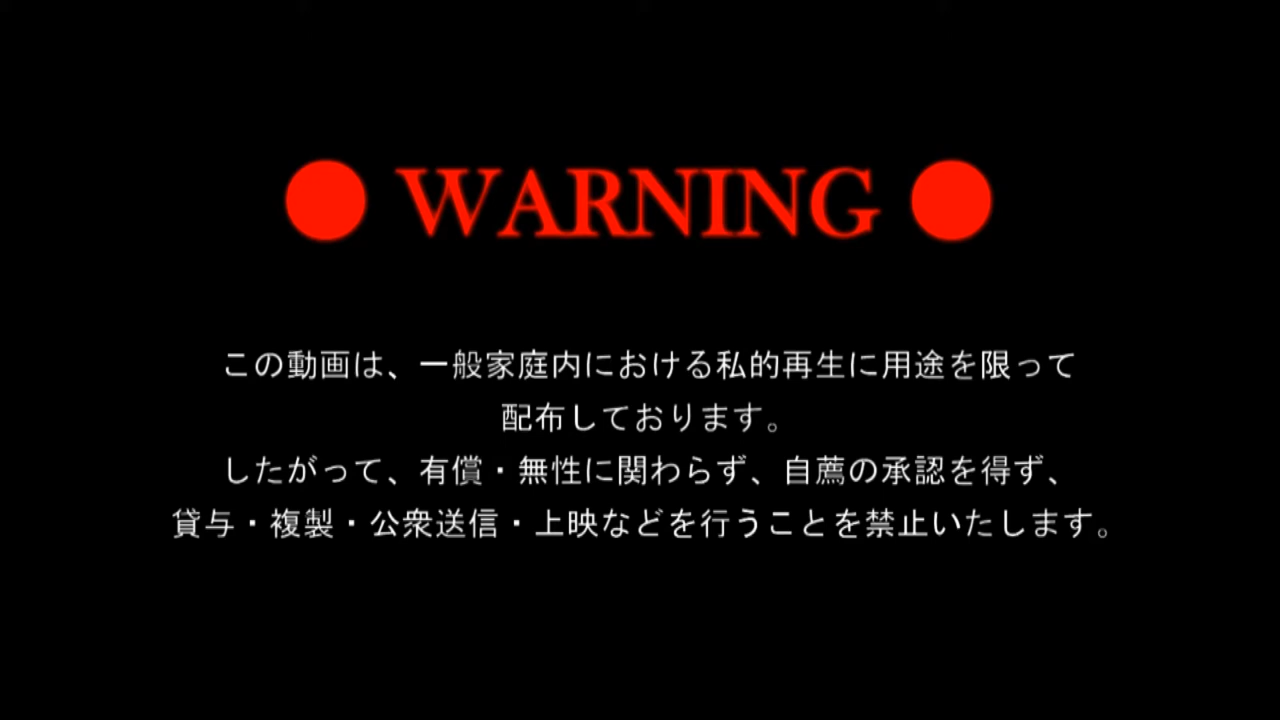 ● WARNING ●
この動画は、一般家庭内における私的再生に用途を限って
配布しております。
したがって、有償・無性に関わらず、自薦の承認を得ず、
貸与・複製・公衆送信・上映などを行うことを禁止いたします。